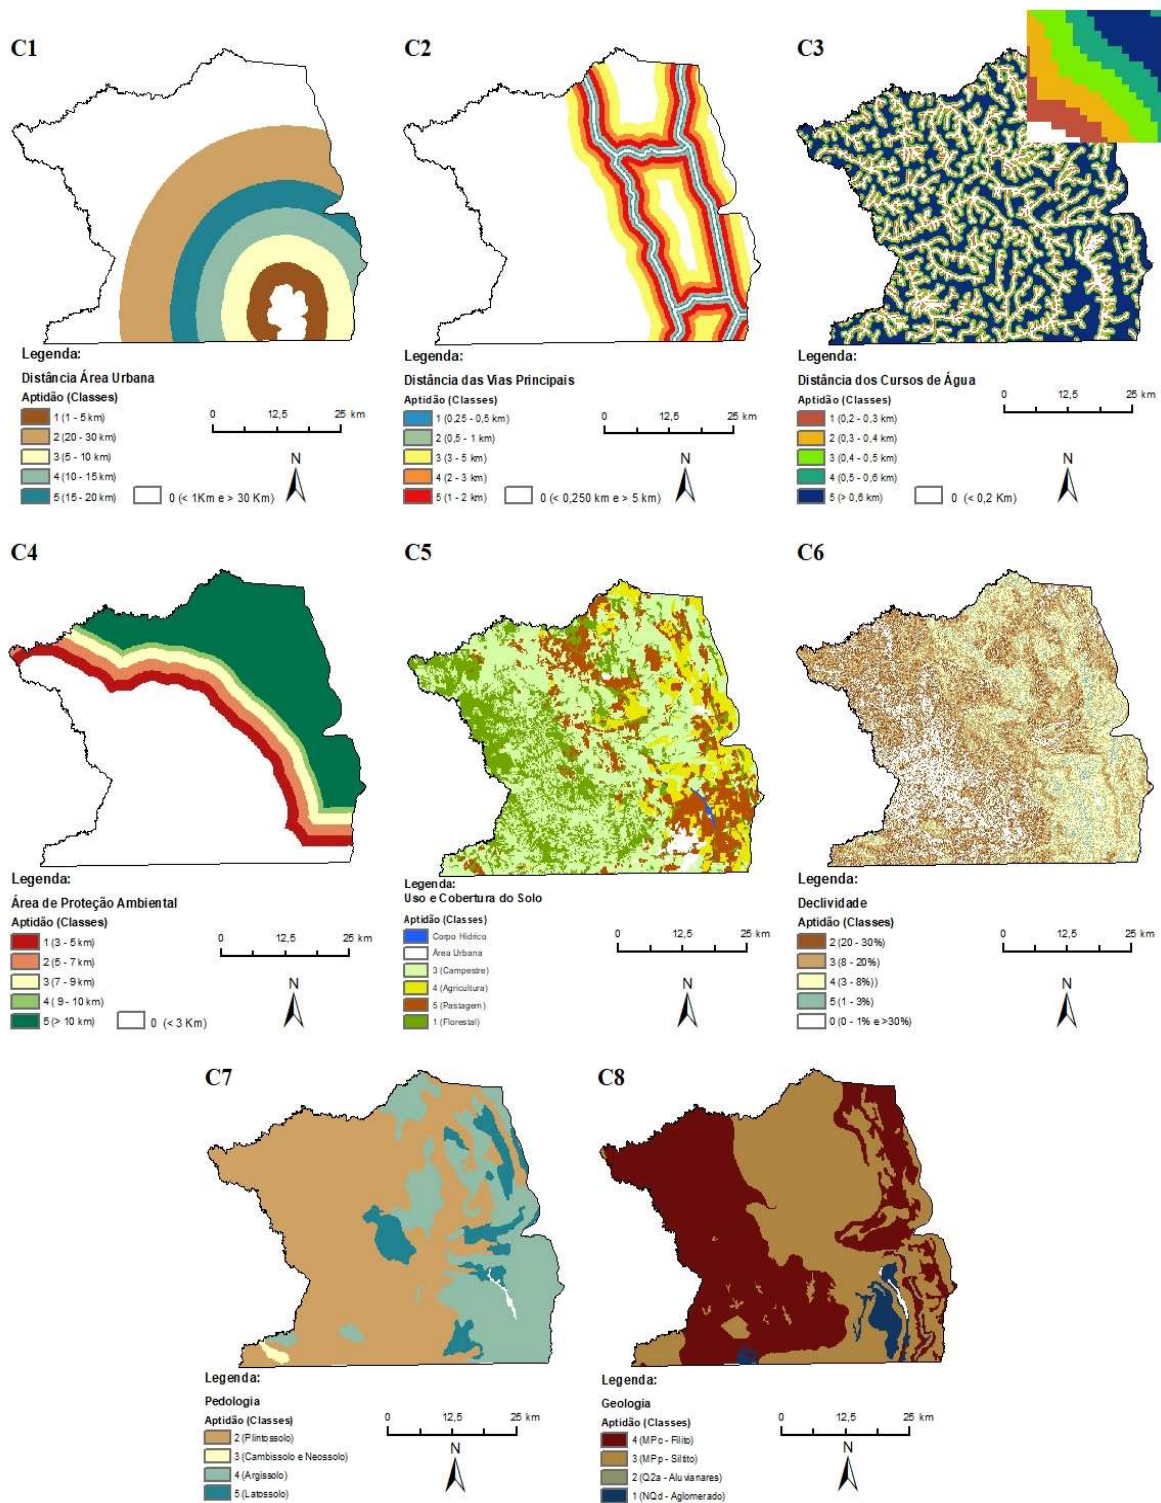 C1
Legenda:
Distância Área Urbana
Aptidão (Classes)
1 (1 - 5 km)
2 (20 - 30 km)
3 (5 - 10 km)
4 (10 - 15 km)
5 (15 - 20 km)
0 (< 1Km e > 30 Km)
0 12,5 25 km
N
C2
Legenda:
Distância das Vias Principais
Aptidão (Classes)
1 (0,25 - 0,5 km)
2 (0,5 - 1 km)
3 (3 - 5 km)
4 (2 - 3 km)
5 (1 - 2 km)
0 (< 0,250 km e > 5 km)
0 12,5 25 km
N
C3
Legenda:
Distância dos Cursos de Água
Aptidão (Classes)
1 (0,2 - 0,3 km)
2 (0,3 - 0,4 km)
3 (0,4 - 0,5 km)
4 (0,5 - 0,6 km)
5 (> 0,6 km)
0 (< 0,2 Km)
0 12,5 25 km
N
C4
Legenda:
Área de Proteção Ambiental
Aptidão (Classes)
1 (3 - 5 km)
2 (5 - 7 km)
3 (7 - 9 km)
4 ( 9 - 10 km)
5 (> 10 km)
0 (< 3 Km)
0 12,5 25 km
N
C5
Legenda:
Uso e Cobertura do Solo
Aptidão (Classes)
Corpo Hídrico
Área Urbana
3 (Campestre)
4 (Agricultura)
5 (Pastagem)
1 (Florestal)
0 12,5 25 km
N
C6
Legenda:
Declividade
Aptidão (Classes)
2 (20 - 30%)
3 (8 - 20%)
4 (3 - 8%))
5 (1 - 3%)
0 (0 - 1% e >30%)
0 12,5 25 km
N
C7
Legenda:
Pedologia
Aptidão (Classes)
2 (Plintossolo)
3 (Cambissolo e Neossolo)
4 (Argissolo)
5 (Latossolo)
0 12,5 25 km
N
C8
Legenda:
Geologia
Aptidão (Classes)
4 (MPc - Filito)
3 (MPp - Siltito)
2 (Q2a - Aluvianares)
1 (NQd - Aglomerado)
0 12,5 25 km
N